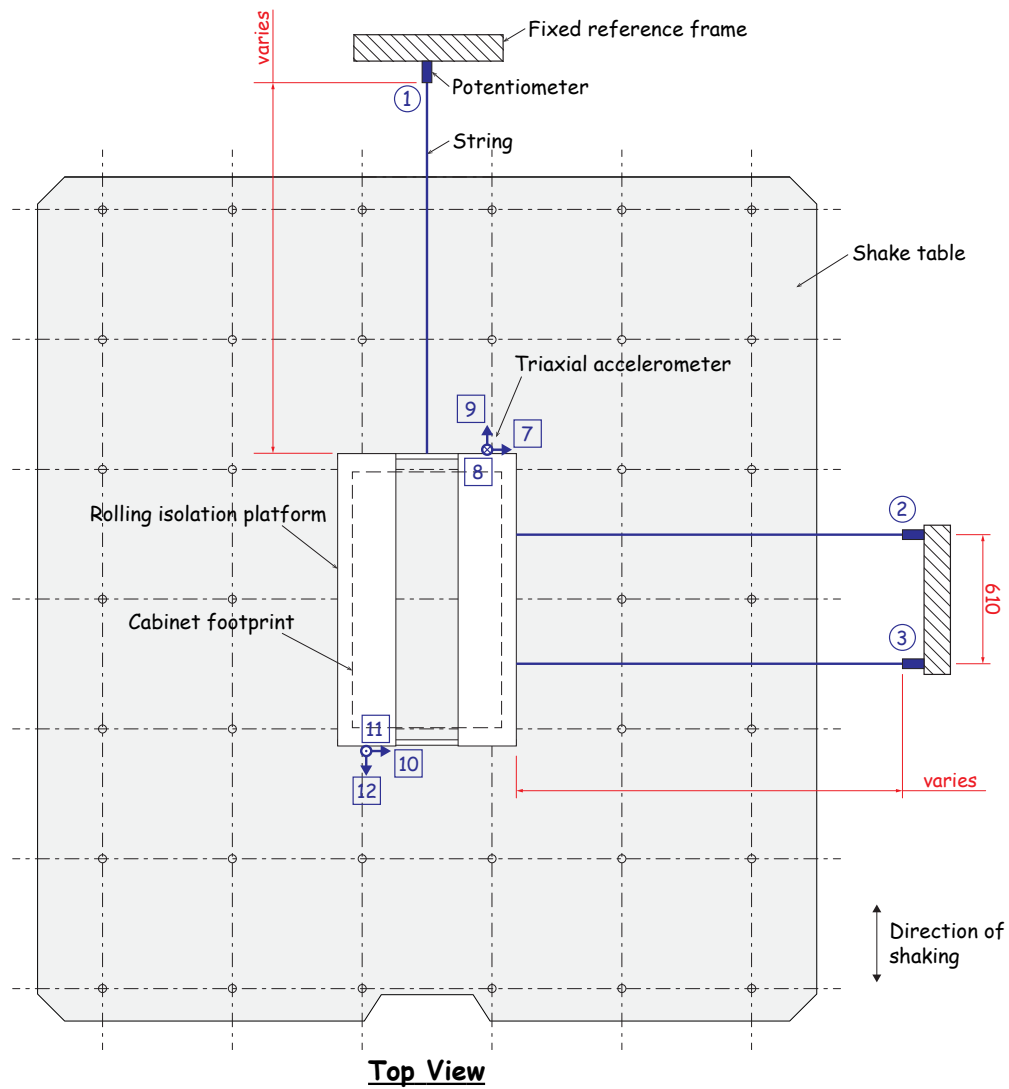 varies
Fixed reference frame
Potentiometer
1
String
Shake table
Triaxial accelerometer
9
7
8
Rolling isolation platform
2
610
Cabinet footprint
3
11
10
12
varies
Direction of
shaking
Top View